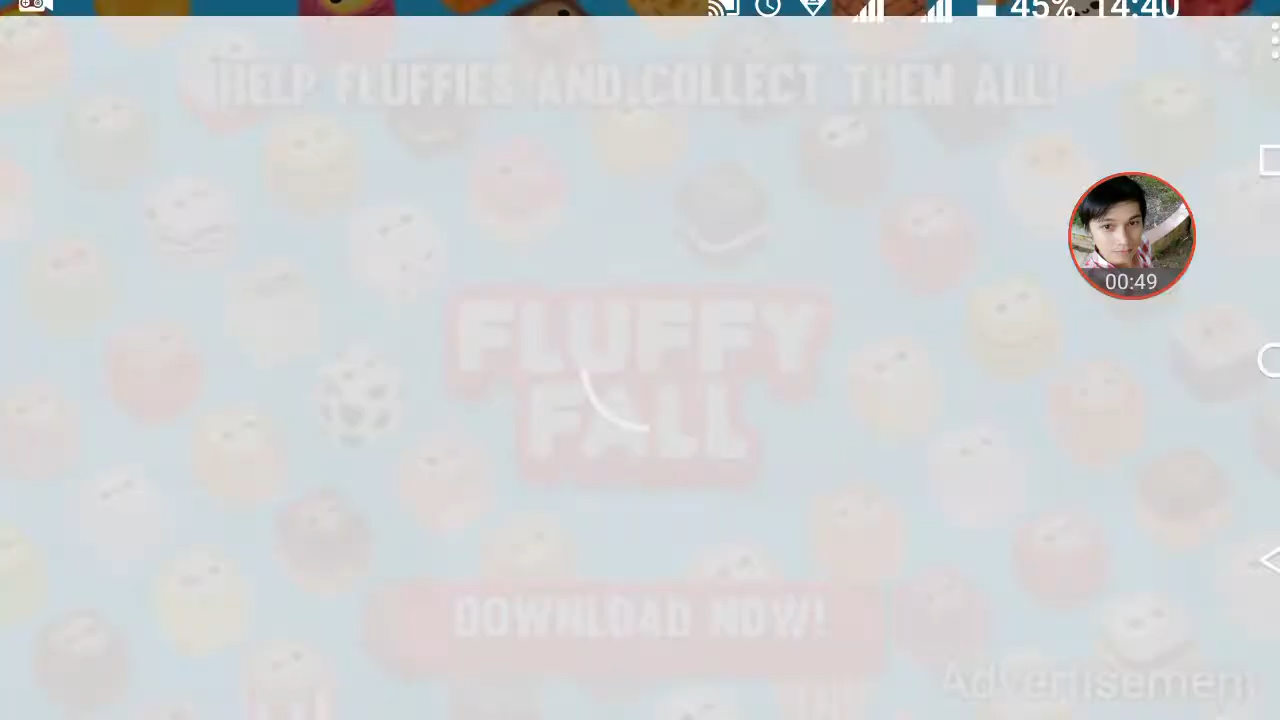 45% 14:40
HELP FLUFFIES AND COLLECT THEM ALL!
00:49
FLUFFY
FALL
DOWNLOAD NOW!
Advertisement